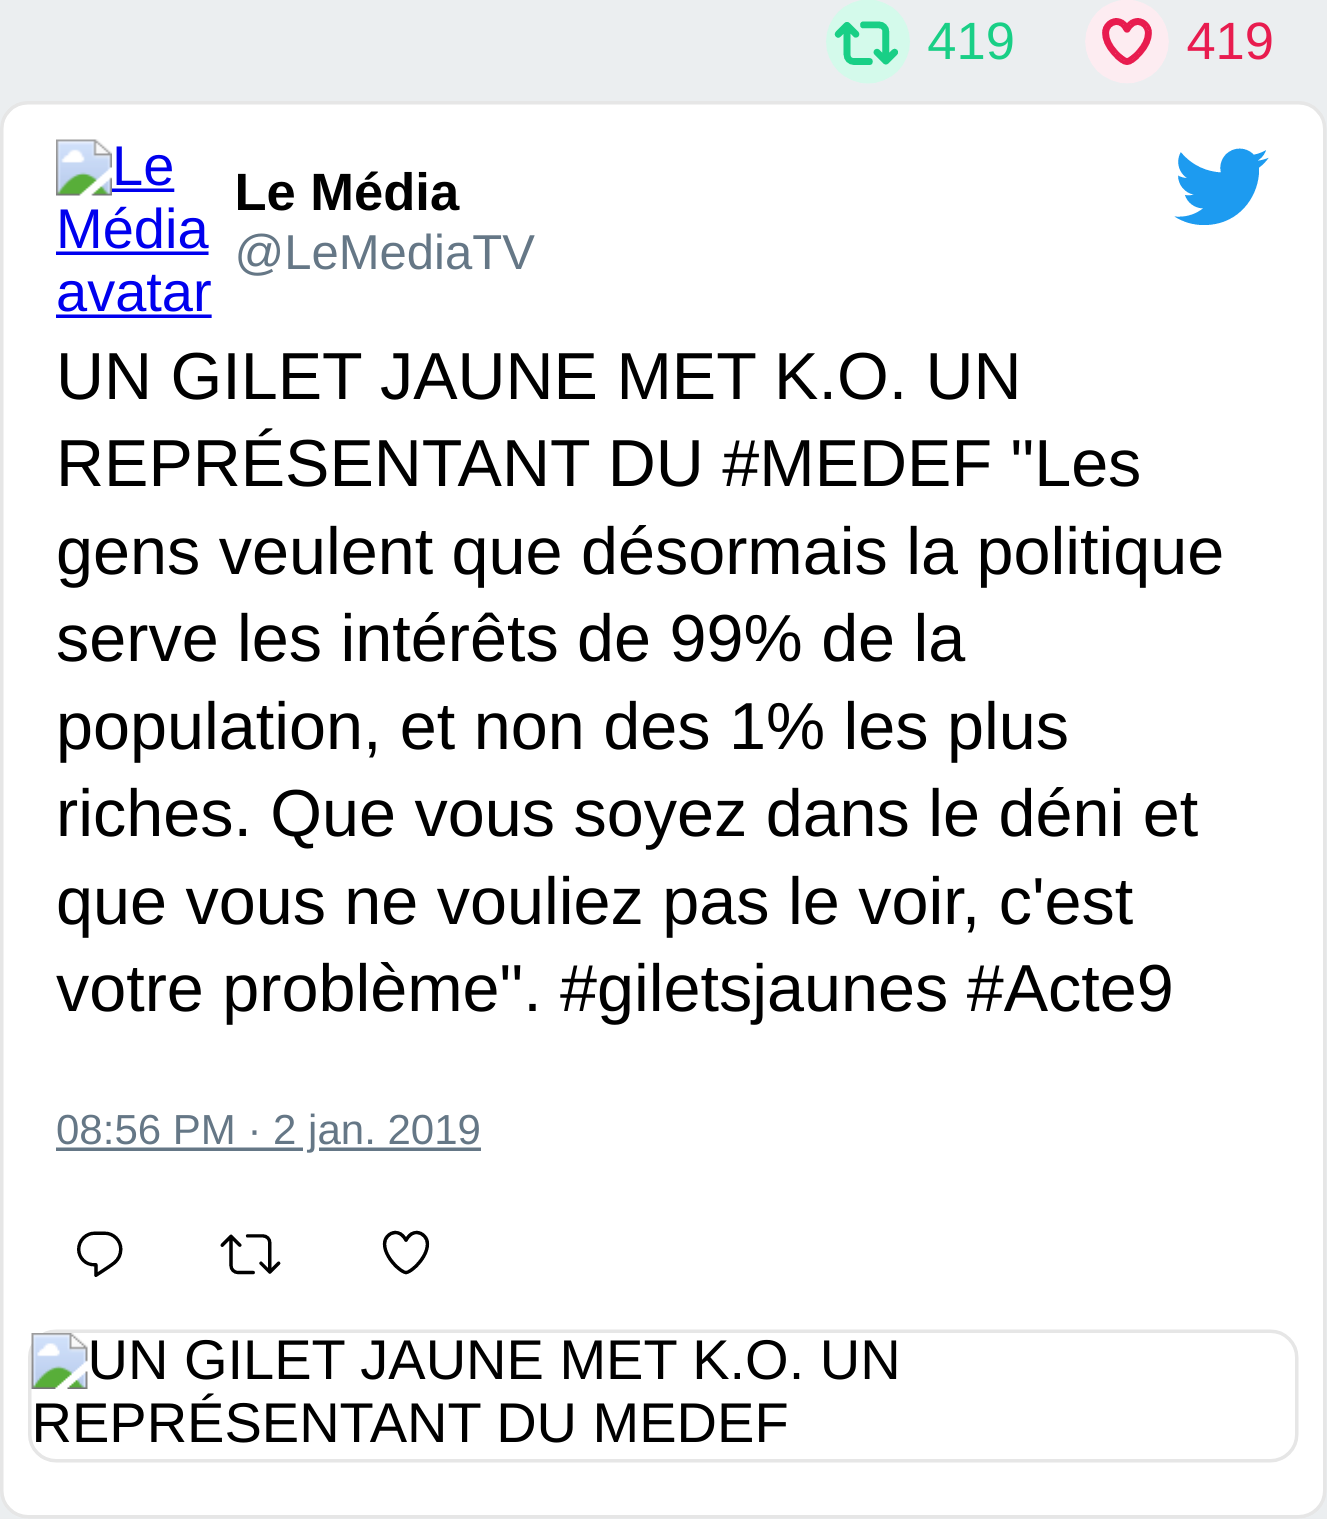 419 419
Le
Média
avatar
Le Média
@LeMediaTV
UN GILET JAUNE MET K.O. UN
REPRÉSENTANT DU #MEDEF "Les
gens veulent que désormais la politique
serve les intérêts de 99% de la
population, et non des 1% les plus
riches. Que vous soyez dans le déni et
que vous ne vouliez pas le voir, c'est
votre problème". #giletsjaunes #Acte9
08:56 PM · 2 jan. 2019
UN GILET JAUNE MET K.O. UN
REPRÉSENTANT DU MEDEF